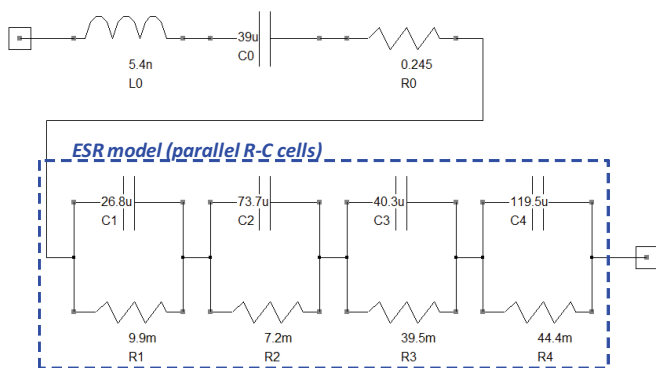 39u
C0
5.4n
L0
0.245
R0
ESR model (parallel R-C cells)
26.8u
C1
73.7u
C2
40.3u
C3
119.5u
C4
9.9m
R1
7.2m
R2
39.5m
R3
44.4m
R4